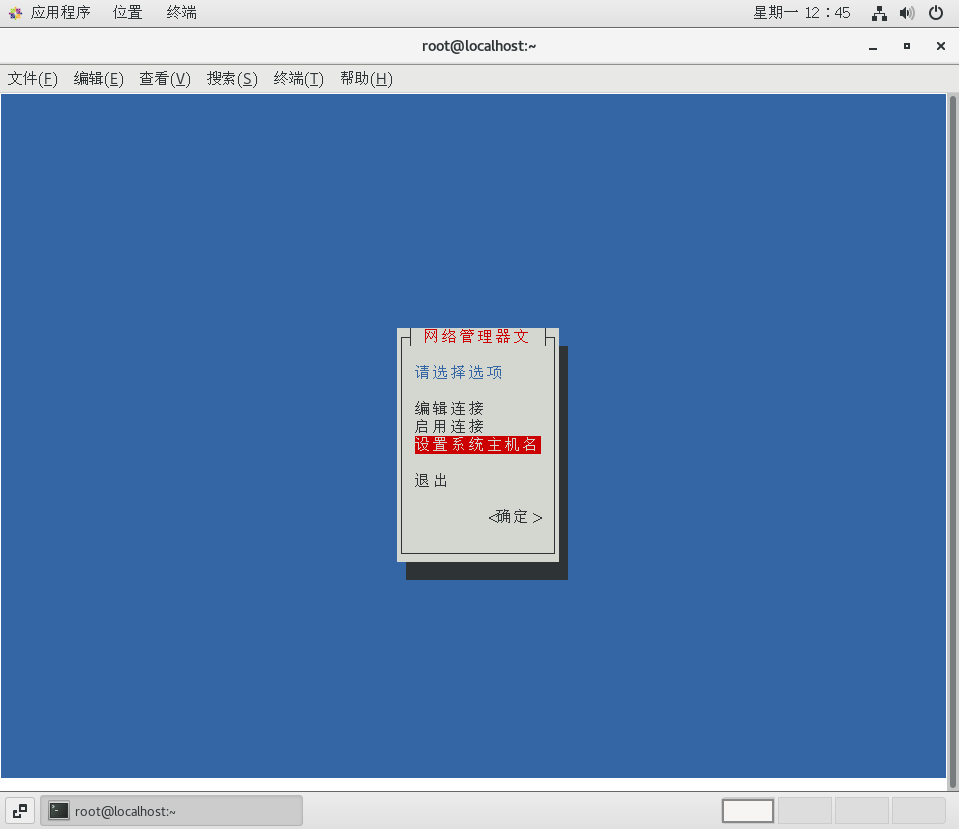 应用程序 位置 终端 星期一 12：45
root@localhost:~
文件(F) 编辑(E) 查看(V) 搜索(S) 终端(T) 帮助(H)
网络管理器文
请选择选项
编辑连接
启用连接
设置系统主机名
退出
<确定>
root@localhost:~